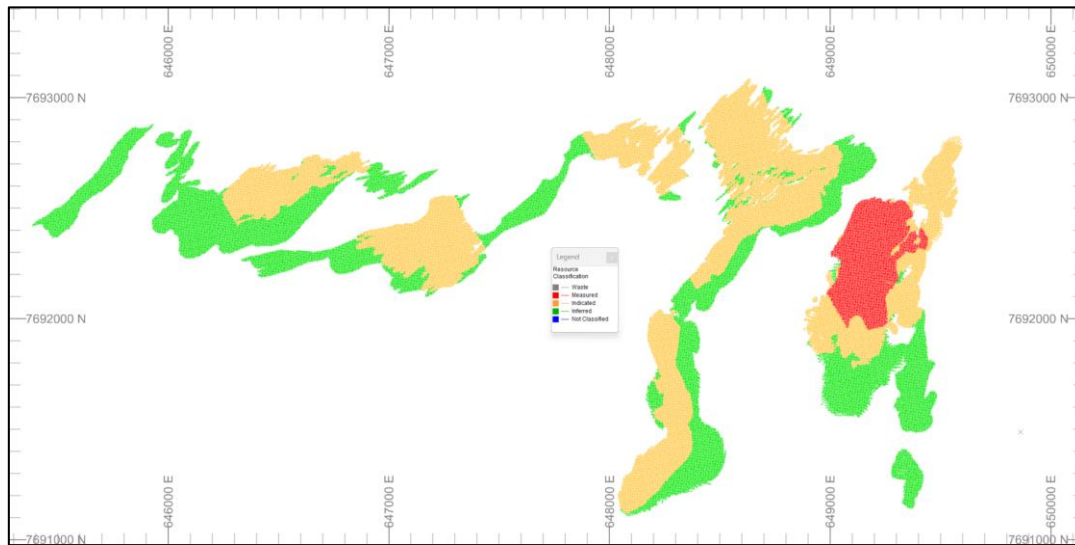 646000 E
647000 E
648000 E
649000 E
650000 E
7693000 N
7693000 N
Legend
Resource
Classification
Waste
Measured
Indicated
Inferred
Not Classified
7692000 N
7692000 N
646000 E
647000 E
648000 E
649000 E
650000 E
7691000 N
7691000 N